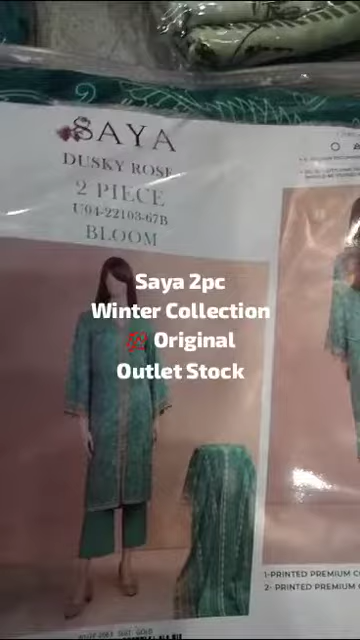 SAYA
DUSKY ROSE
2 PIECE
U04-22103-67B
BLOOM
Saya 2pc
Winter Collection
💯 Original
Outlet Stock
1-PRINTED PREMIUM
2- PRINTED PREMIUM